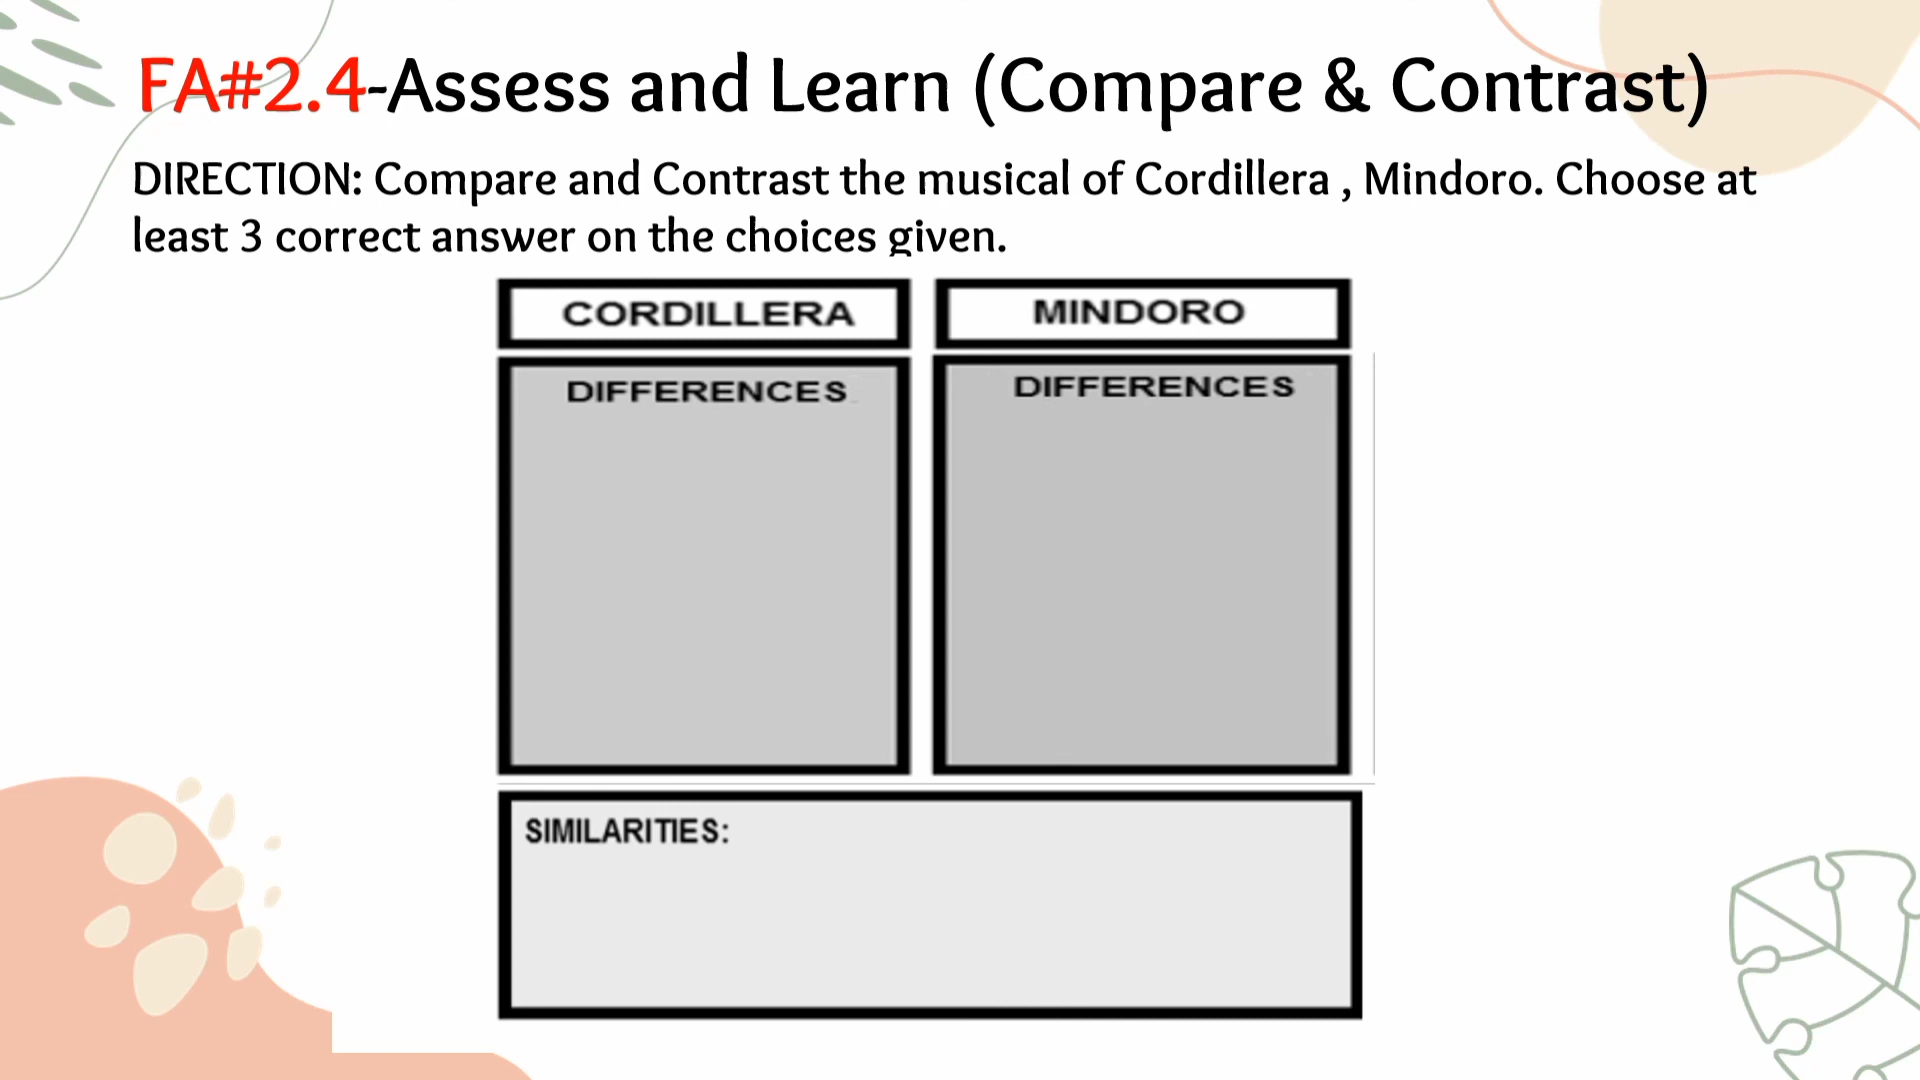 FA#2.4-Assess and Learn (Compare & Contrast)
DIRECTION: Compare and Contrast the musical of Cordillera , Mindoro. Choose at
least 3 correct answer on the choices given.
CORDILLERA
MINDORO
DIFFERENCES
DIFFERENCES
SIMILARITIES: